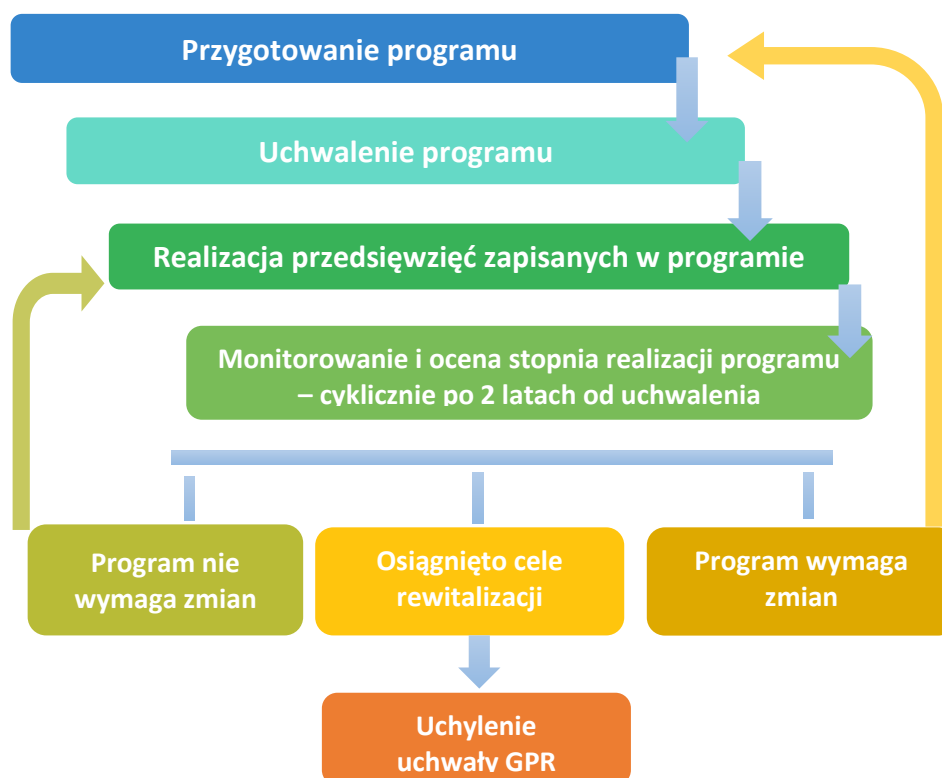 Przygotowanie programu
Uchwalenie programu
Realizacja przedsięwzięć zapisanych w programie
Monitorowanie i ocena stopnia realizacji programu
– cyklicznie po 2 latach od uchwalenia
Program nie
wymaga zmian
Osiągnięto cele
rewitalizacji
Program wymaga
zmian
Uchylenie
uchwały GPR